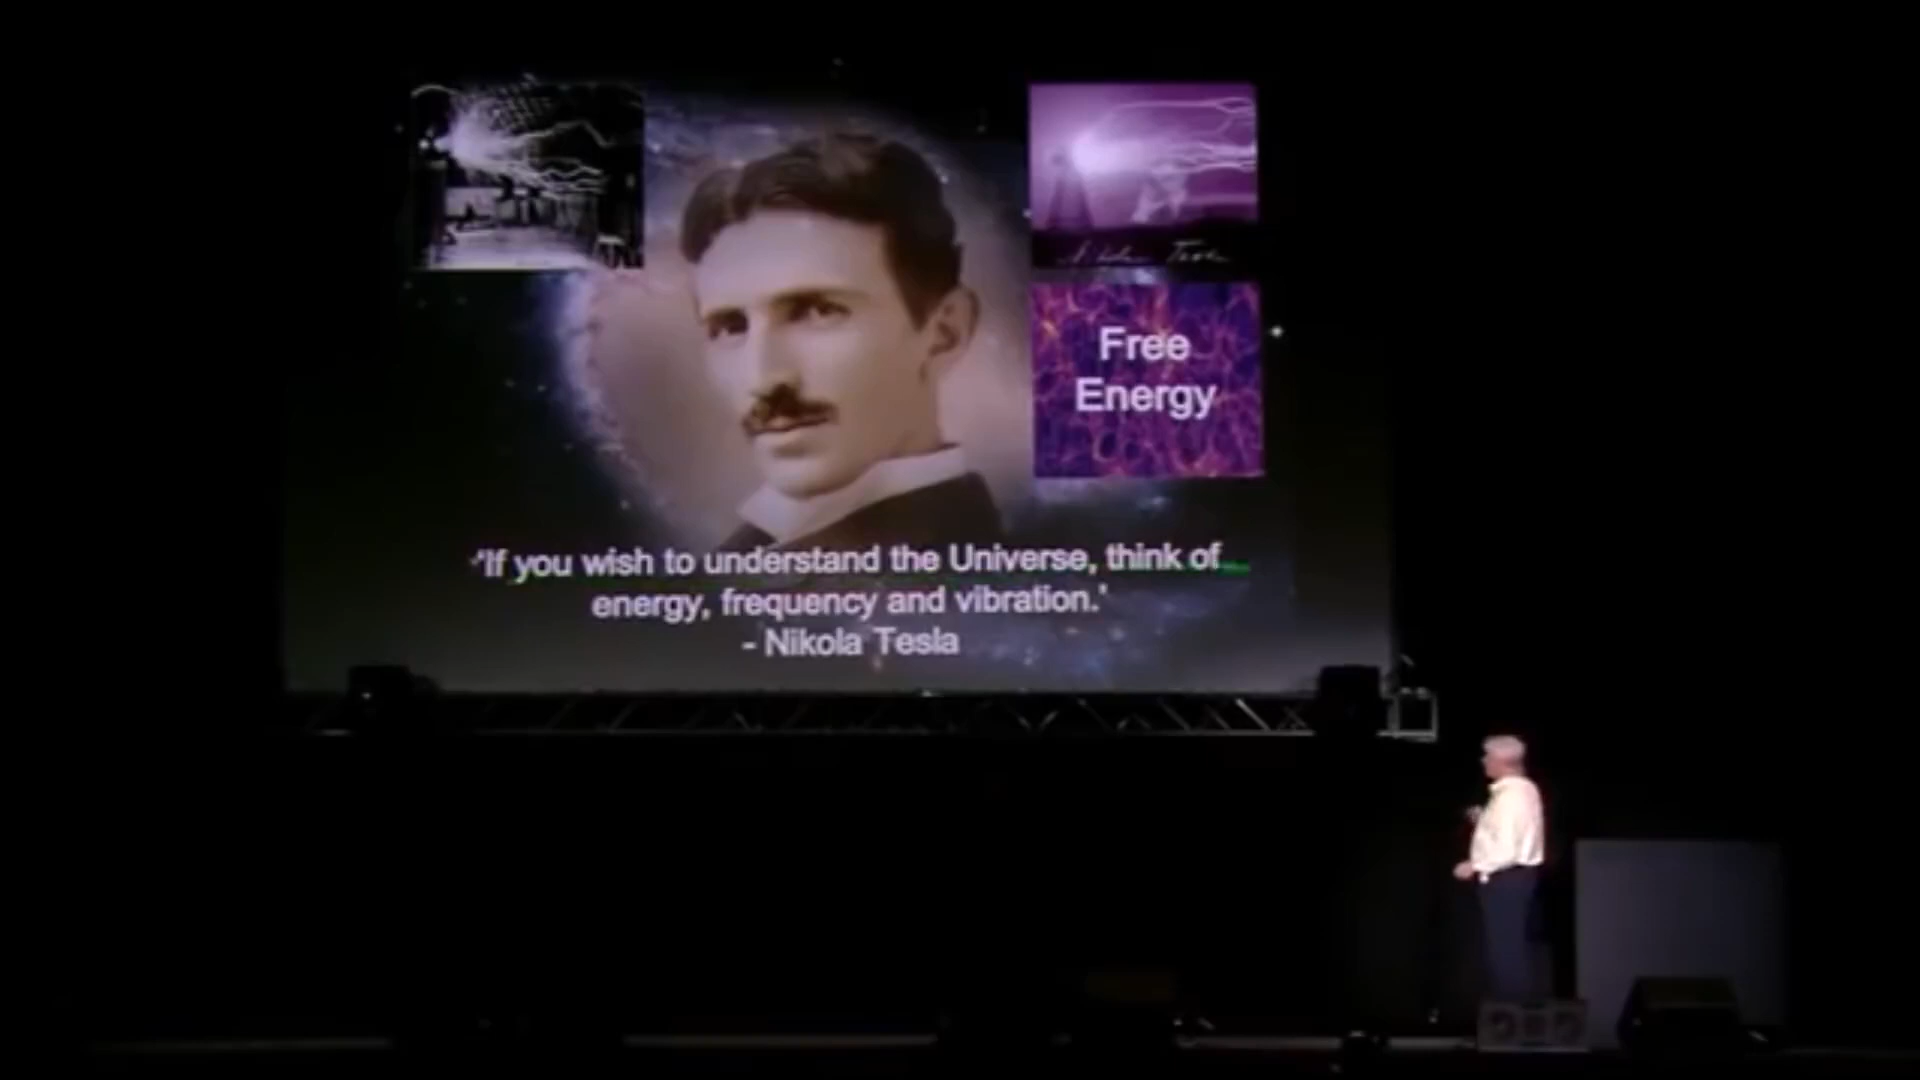 Free
Energy
'If you wish to understand the Universe, think of
energy, frequency and vibration.'
- Nikola Tesla